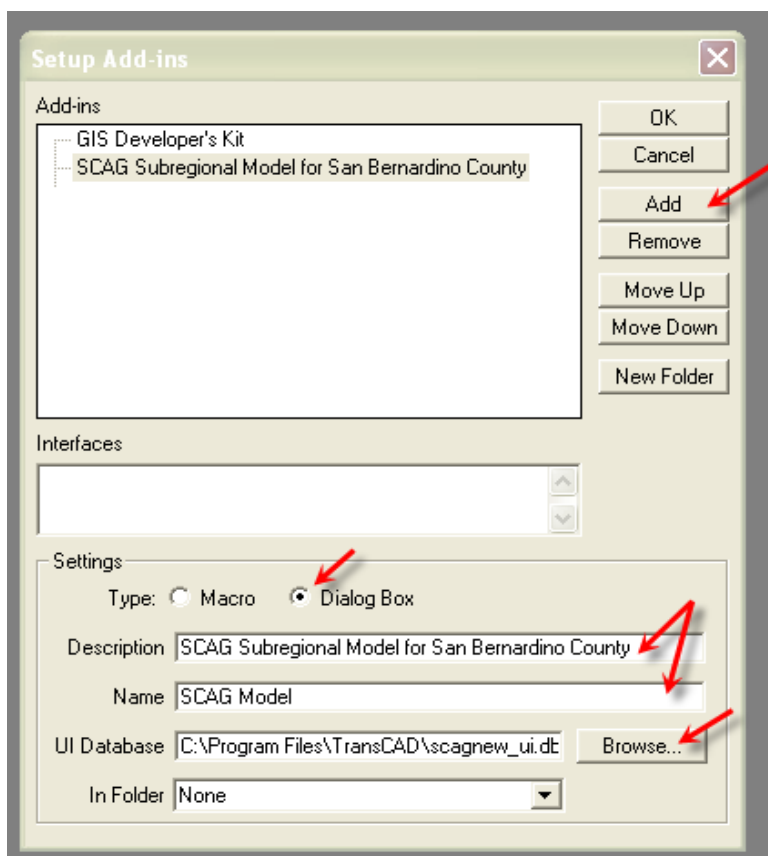 Setup Add-ins
Add-ins
GIS Developer's Kit
SCAG Subregional Model for San Bernardino County
OK
Cancel
Add
Remove
Move Up
Move Down
New Folder
Interfaces
Settings
Type: Macro Dialog Box
Description SCAG Subregional Model for San Bernardino County
Name SCAG Model
UI Database C:\Program Files\TransCAD\scagnew_ui.db Browse...
In Folder None